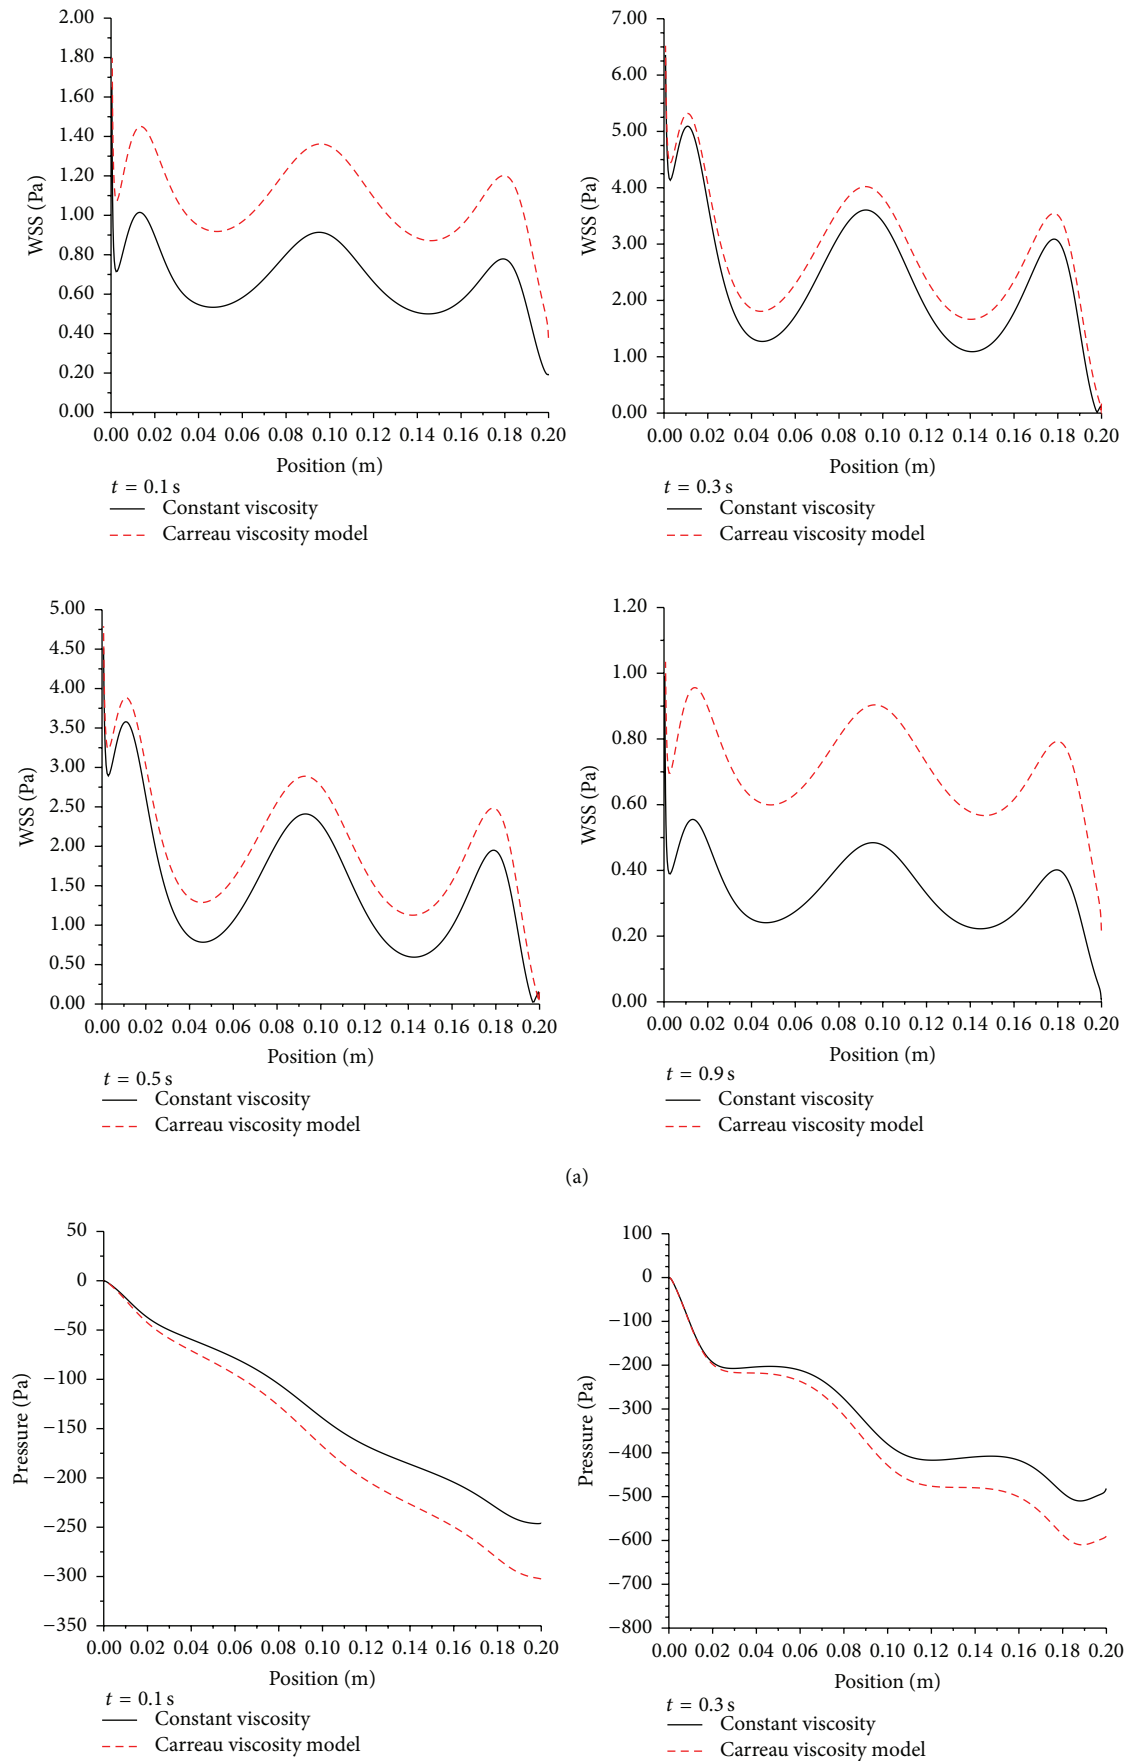 2.00
1.80
1.60
1.40
1.20
1.00
0.80
0.60
0.40
0.20
0.00
WSS (Pa)
0.00 0.02 0.04 0.06 0.08 0.10 0.12 0.14 0.16 0.18 0.20
Position (m)
t = 0.1 s
Constant viscosity
Carreau viscosity model
7.00
6.00
5.00
4.00
3.00
2.00
1.00
0.00
WSS (Pa)
0.00 0.02 0.04 0.06 0.08 0.10 0.12 0.14 0.16 0.18 0.20
Position (m)
t = 0.3 s
Constant viscosity
Carreau viscosity model
5.00
4.50
4.00
3.50
3.00
2.50
2.00
1.50
1.00
0.50
0.00
WSS (Pa)
0.00 0.02 0.04 0.06 0.08 0.10 0.12 0.14 0.16 0.18 0.20
Position (m)
t = 0.5 s
Constant viscosity
Carreau viscosity model
1.20
1.00
0.80
0.60
0.40
0.20
0.00
WSS (Pa)
0.00 0.02 0.04 0.06 0.08 0.10 0.12 0.14 0.16 0.18 0.20
Position (m)
t = 0.9 s
Constant viscosity
Carreau viscosity model
(a)
50
0
−50
−100
−150
−200
−250
−300
−350
Pressure (Pa)
0.00 0.02 0.04 0.06 0.08 0.10 0.12 0.14 0.16 0.18 0.20
Position (m)
t = 0.1 s
Constant viscosity
Carreau viscosity model
100
0
−100
−200
−300
−400
−500
−600
−700
−800
Pressure (Pa)
0.00 0.02 0.04 0.06 0.08 0.10 0.12 0.14 0.16 0.18 0.20
Position (m)
t = 0.3 s
Constant viscosity
Carreau viscosity model